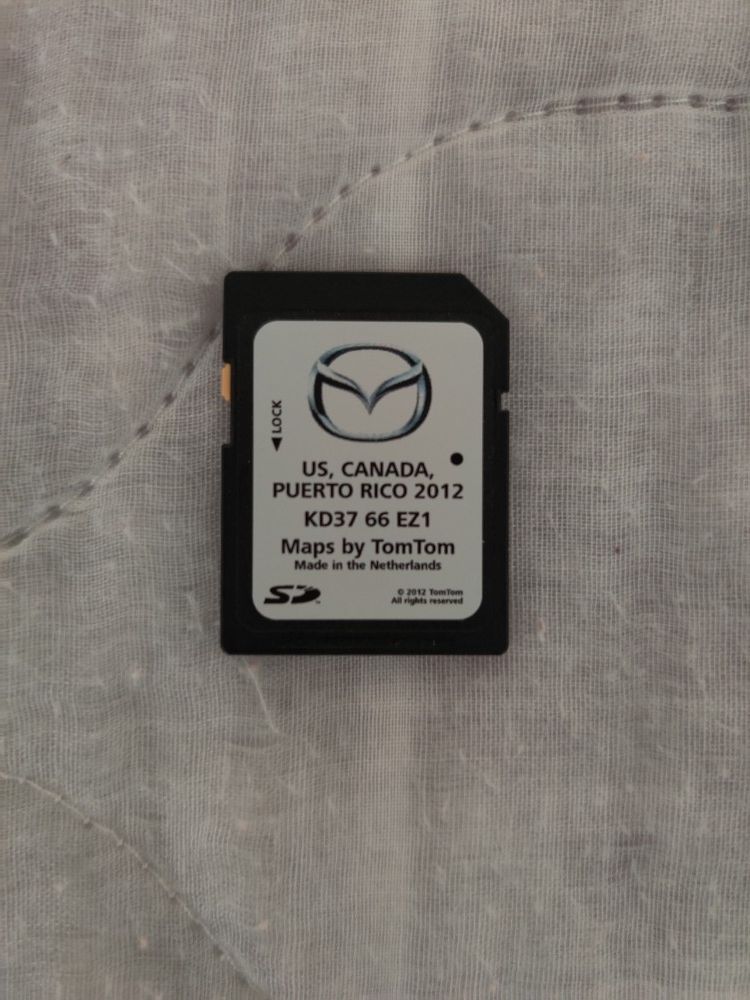 LOCK
US, CANADA,
PUERTO RICO 2012
KD37 66 EZ1
Maps by TomTom
Made in the Netherlands
SD
© 2012 TomTom
All rights reserved